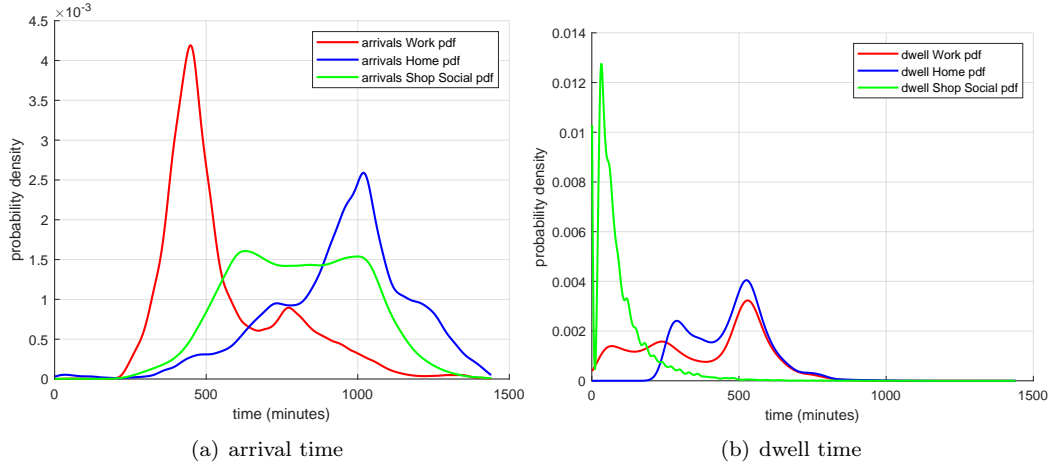 ×10-3
4.5
4
3.5
3
2.5
2
1.5
1
0.5
0
0 500 1000 1500
probability density
time (minutes)
arrivals Work pdf
arrivals Home pdf
arrivals Shop Social pdf
(a) arrival time
0.014
0.012
0.01
0.008
0.006
0.004
0.002
0
0 500 1000 1500
probability density
time (minutes)
dwell Work pdf
dwell Home pdf
dwell Shop Social pdf
(b) dwell time